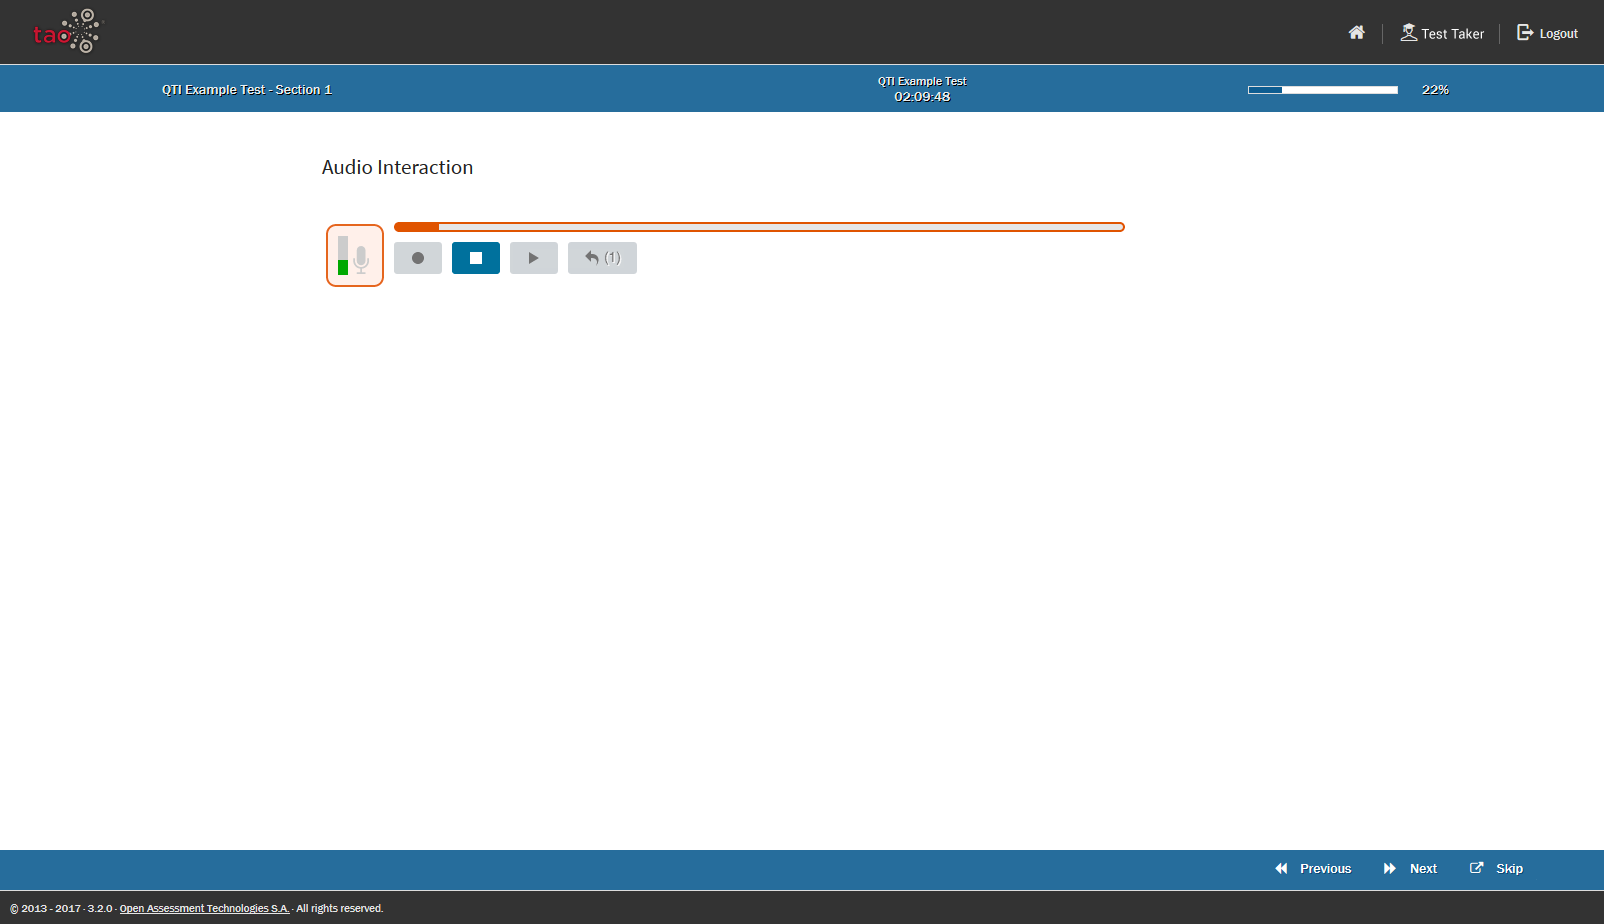 tao
Test Taker
Logout
QTI Example Test - Section 1
QTI Example Test
02:09:48
22%
Audio Interaction
(1)
Previous
Next
Skip
© 2013 - 2017 · 3.2.0 · Open Assessment Technologies S.A. · All rights reserved.